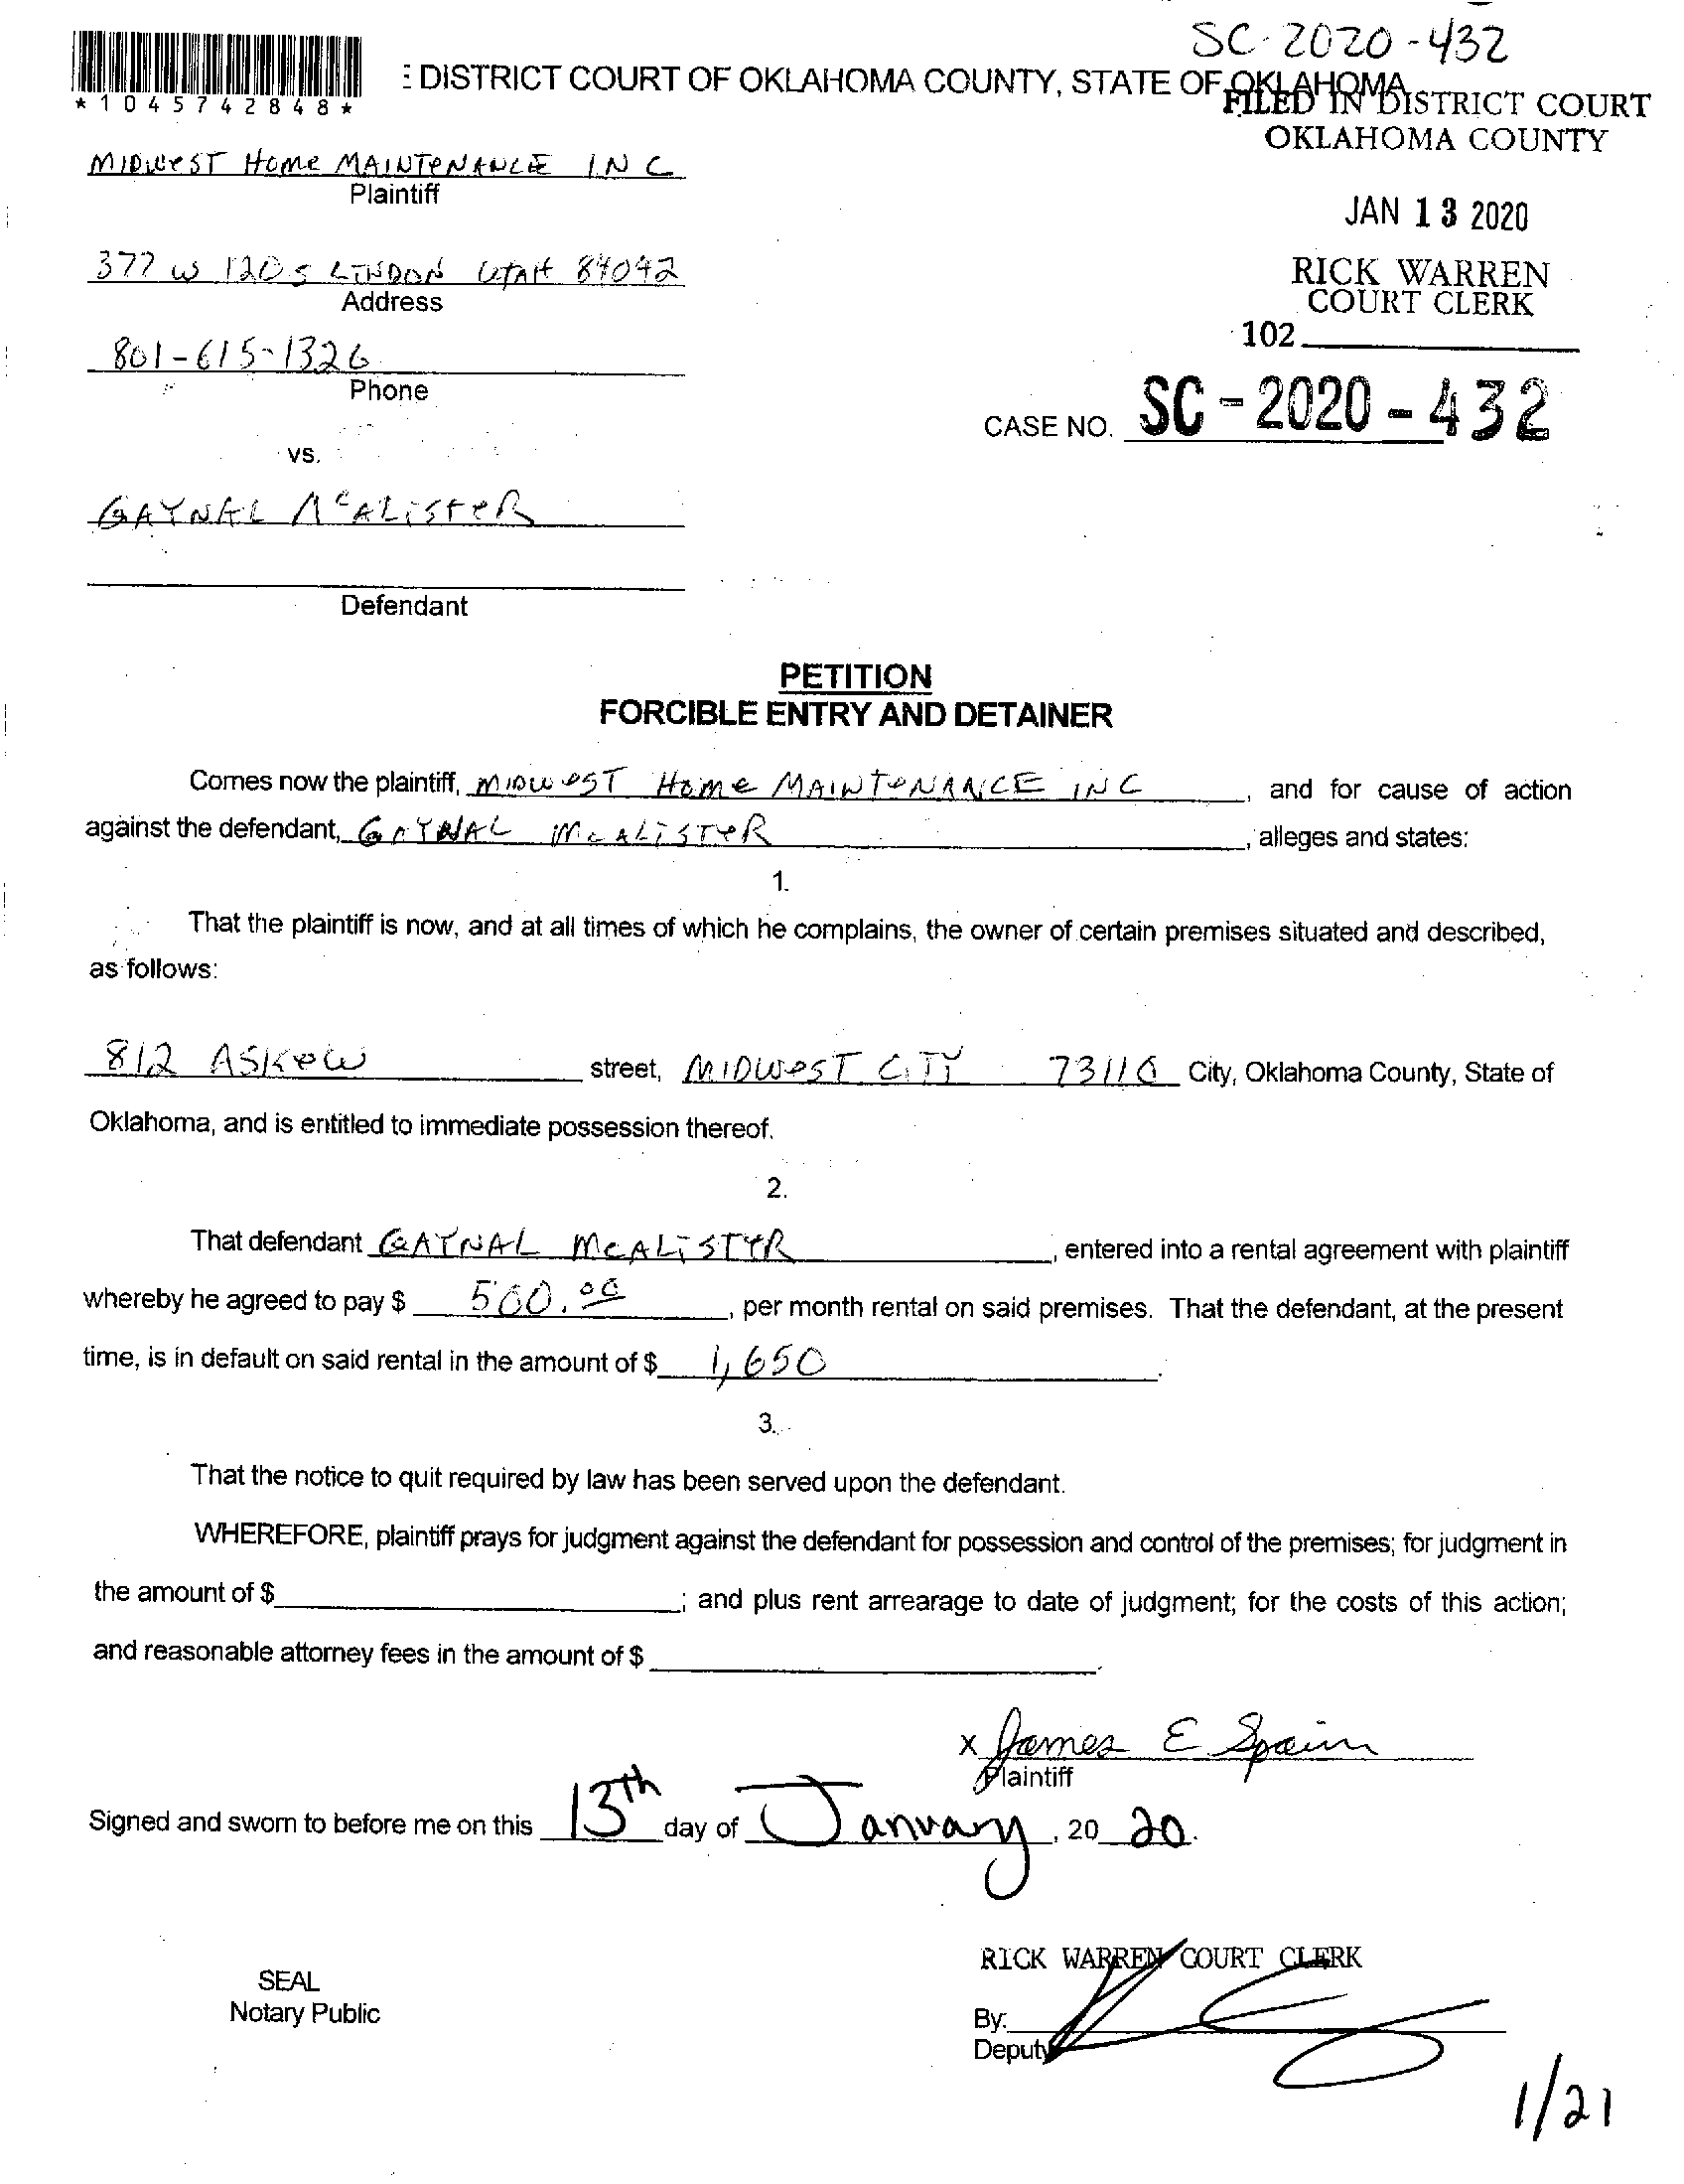 SC-2020-432
DISTRICT COURT OF OKLAHOMA COUNTY, STATE OF OKLAHOMA
*1045742848*
FILED IN DISTRICT COURT
OKLAHOMA COUNTY
MIDWEST Home MAINTENANCE INC
Plaintiff
JAN 13 2020
377 W 120 S LINDON UTAH 84042
Address
RICK WARREN
COURT CLERK
102
801-615-1326
Phone
CASE NO. SC-2020-432
vs.
GAYNAL McALISTER
Defendant
PETITION
FORCIBLE ENTRY AND DETAINER
Comes now the plaintiff, MIDWEST Home MAINTENANCE INC, and for cause of action
against the defendant, GAYNAL McALISTER, alleges and states:
1.
That the plaintiff is now, and at all times of which he complains, the owner of certain premises situated and described,
as follows:
812 ASKEW street, MIDWEST CITY 73110 City, Oklahoma County, State of
Oklahoma, and is entitled to immediate possession thereof.
2.
That defendant GAYNAL McALISTER, entered into a rental agreement with plaintiff
whereby he agreed to pay $ 500.00, per month rental on said premises. That the defendant, at the present
time, is in default on said rental in the amount of $ 1,650.
3.
That the notice to quit required by law has been served upon the defendant.
WHEREFORE, plaintiff prays for judgment against the defendant for possession and control of the premises; for judgment in
the amount of $ ; and plus rent arrearage to date of judgment; for the costs of this action;
and reasonable attorney fees in the amount of $ .
x James E Spain
Plaintiff
Signed and sworn to before me on this 13th day of January, 2020.
RICK WARREN COURT CLERK
SEAL
Notary Public
By:
Deputy
1/21